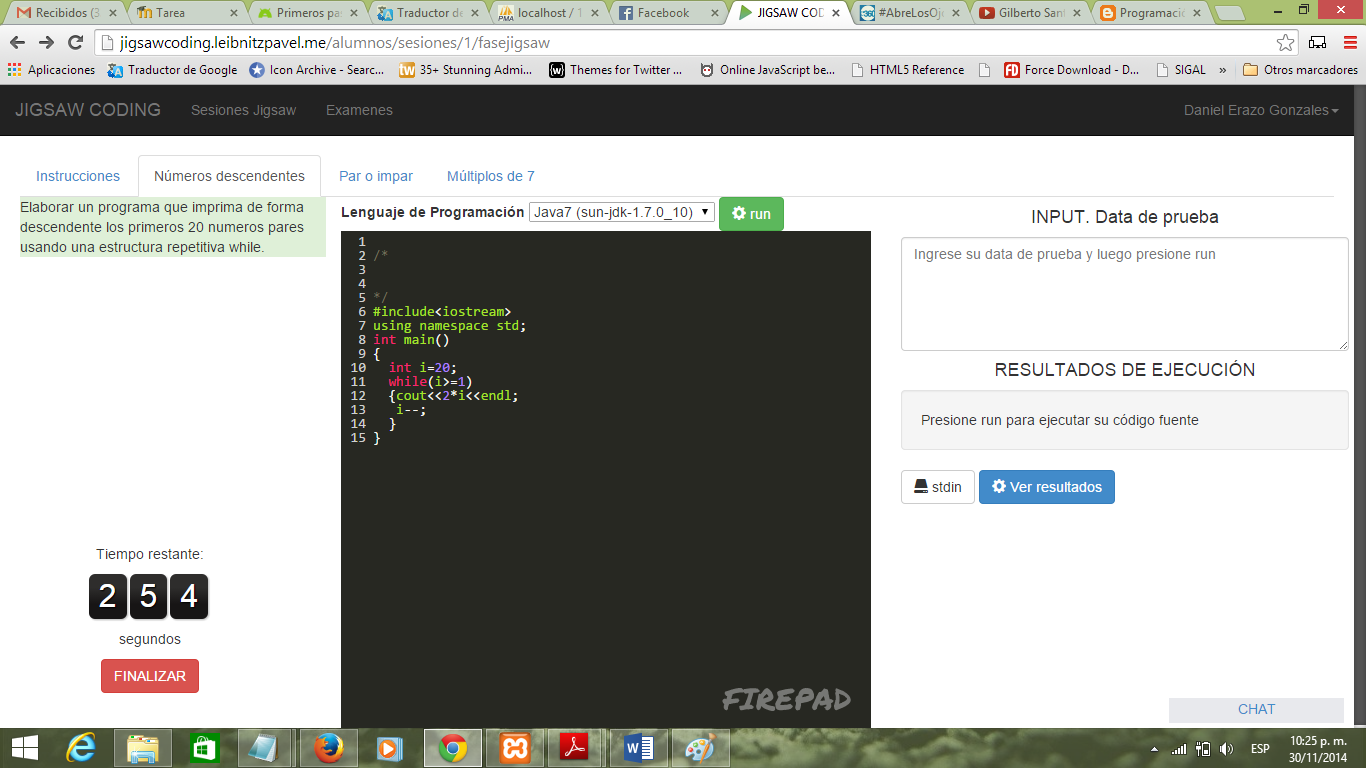 Recibidos (3
Tarea
Primeros pa
Traductor de
localhost / 1
Facebook
JIGSAW COD
#AbreLosOje
Gilberto San
Programació
jigsawcoding.leibnitzpavel.me/alumnos/sesiones/1/fasejigsaw
Aplicaciones
Traductor de Google
Icon Archive - Searc...
35+ Stunning Admi...
Themes for Twitter ...
Online JavaScript be...
HTML5 Reference
Force Download - D...
SIGAL
»
Otros marcadores
JIGSAW CODING
Sesiones Jigsaw
Examenes
Daniel Erazo Gonzales
Instrucciones
Números descendentes
Par o impar
Múltiplos de 7
Elaborar un programa que imprima de forma
descendente los primeros 20 numeros pares
usando una estructura repetitiva while.
Lenguaje de Programación Java7 (sun-jdk-1.7.0_10) run
1
2 /*
3
4
5 */
6 #include<iostream>
7 using namespace std;
8 int main()
9 {
10 int i=20;
11 while(i>=1)
12 {cout<<2*i<<endl;
13 i--;
14 }
15 }
FIREPAD
INPUT. Data de prueba
Ingrese su data de prueba y luego presione run
RESULTADOS DE EJECUCIÓN
Presione run para ejecutar su código fuente
stdin
Ver resultados
Tiempo restante:
2 5 4
segundos
FINALIZAR
CHAT
ESP
10:25 p. m.
30/11/2014